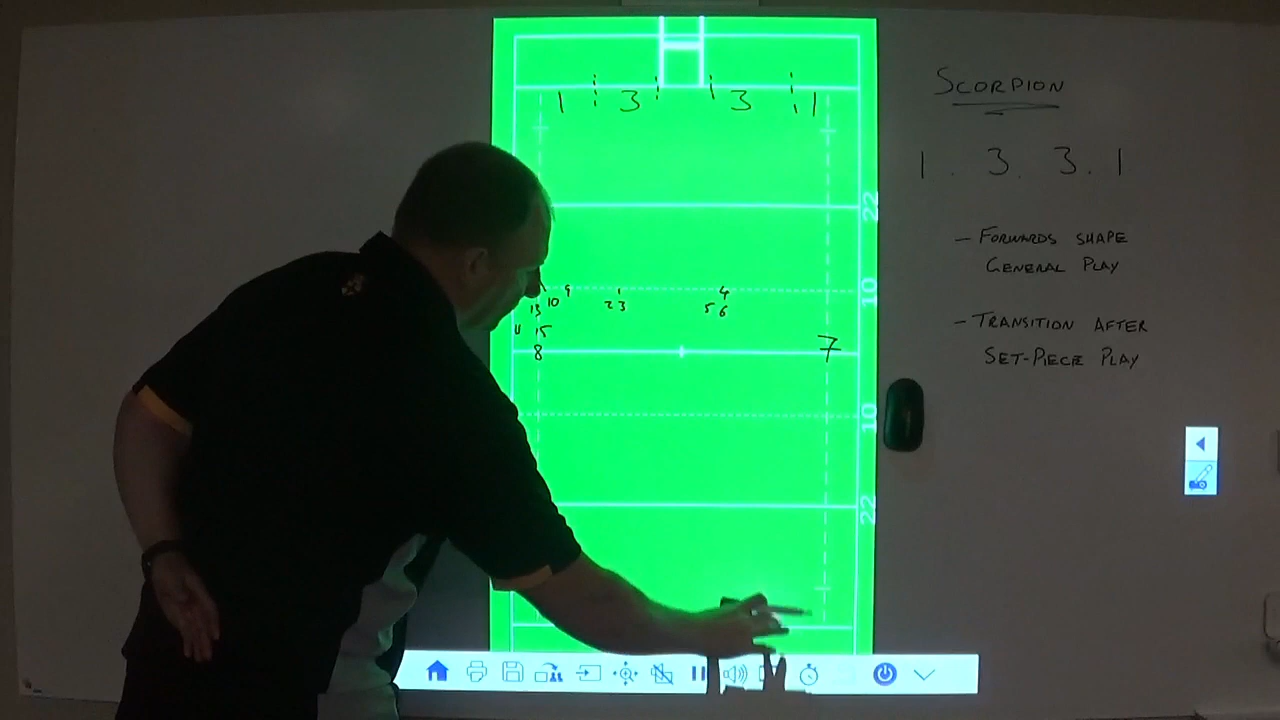 1 3 3 1
SCORPION
1 . 3 . 3 . 1
- FORWARDS SHAPE
GENERAL PLAY
- TRANSITION AFTER
SET-PIECE PLAY
22
10
9
10
13
1
2 3
4
5 6
15
8
7
10
22